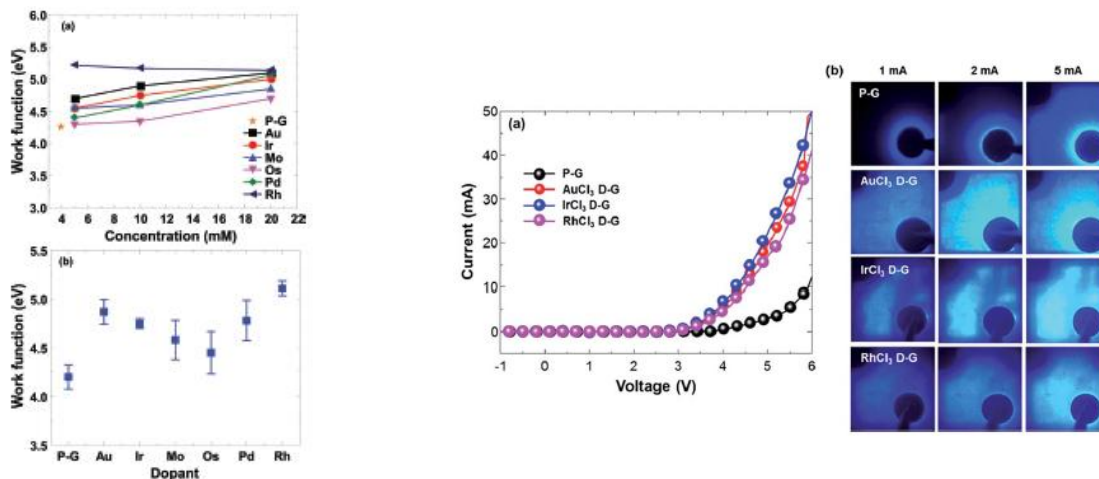 (a)
Work function (eV)
6.0
5.5
5.0
4.5
4.0
3.5
3.0
P-G
Au
Ir
Mo
Os
Pd
Rh
4 6 8 10 12 14 16 18 20 22
Concentration (mM)
(b)
Work function (eV)
5.5
5.0
4.5
4.0
3.5
P-G Au Ir Mo Os Pd Rh
Dopant
(a)
Current (mA)
50
40
30
20
10
0
P-G
AuCl3 D-G
IrCl3 D-G
RhCl3 D-G
-1 0 1 2 3 4 5 6
Voltage (V)
(b) 1 mA 2 mA 5 mA
P-G
AuCl3 D-G
IrCl3 D-G
RhCl3 D-G